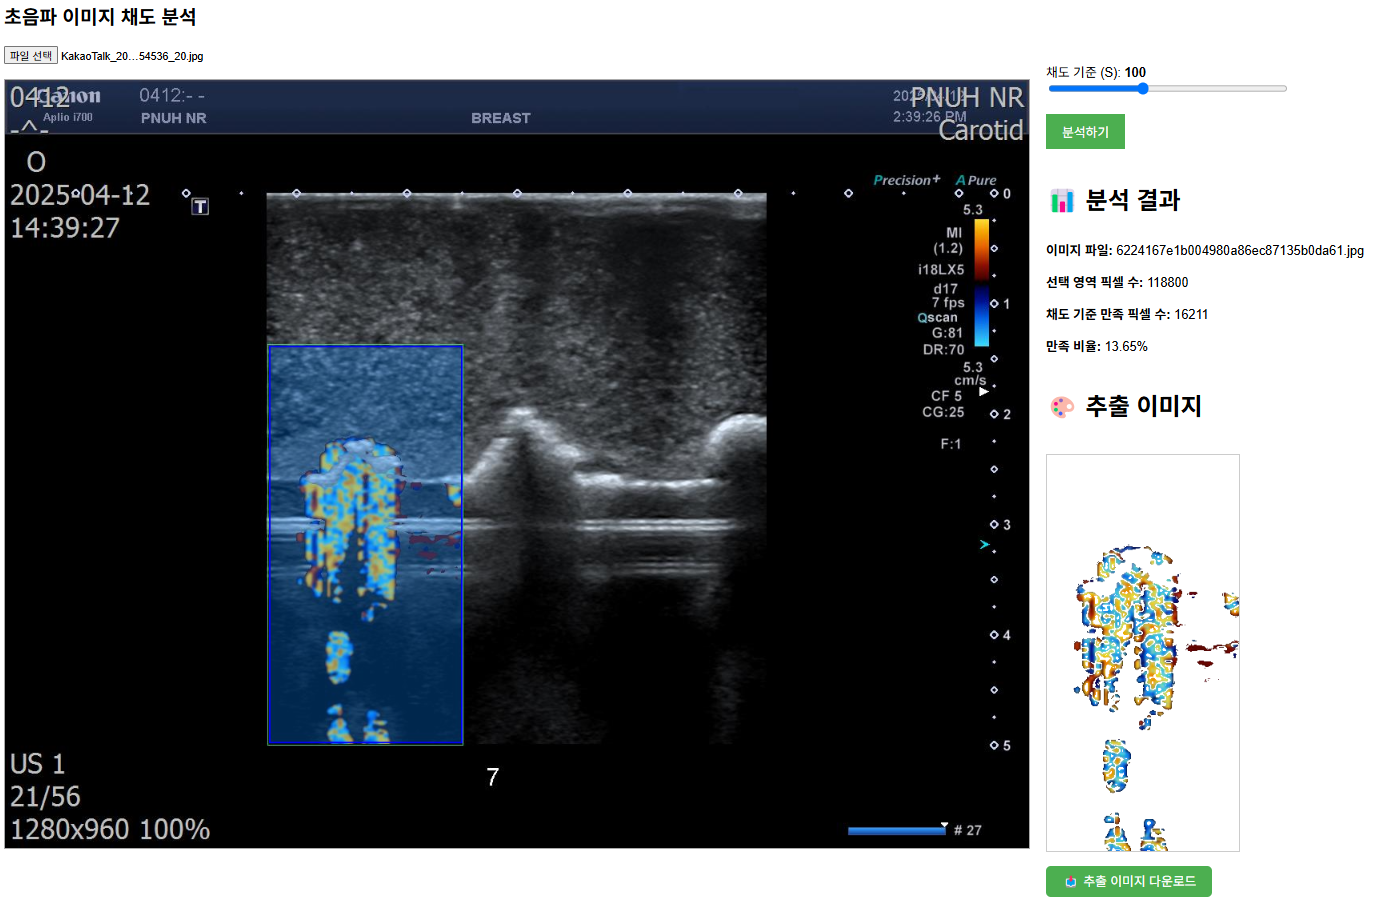 초음파 이미지 채도 분석
파일 선택 KakaoTalk_20...54536_20.jpg
0412
Canon
0412:- -
PNUH NR
-^-
Aplio i700
PNUH NR
BREAST
2:39:26 PM
Carotid
O
2025-04-12
14:39:27
T
Precision+ A Pure
0
5.3
MI
(1.2)
i18LX5
d17
7 fps
1
Qscan
G:81
DR:70
5.3
cm/s
CF 5
CG:25
2
F:1
3
4
5
7
US 1
21/56
1280x960 100%
# 27
채도 기준 (S): 100
분석하기
📊 분석 결과
이미지 파일: 6224167e1b004980a86ec87135b0da61.jpg
선택 영역 픽셀 수: 118800
채도 기준 만족 픽셀 수: 16211
만족 비율: 13.65%
🎨 추출 이미지
추출 이미지 다운로드